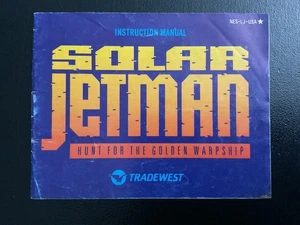 NES-LJ-USA ★
INSTRUCTION MANUAL
SOLAR
JETMAN
HUNT FOR THE GOLDEN WARPSHIP
TRADEWEST